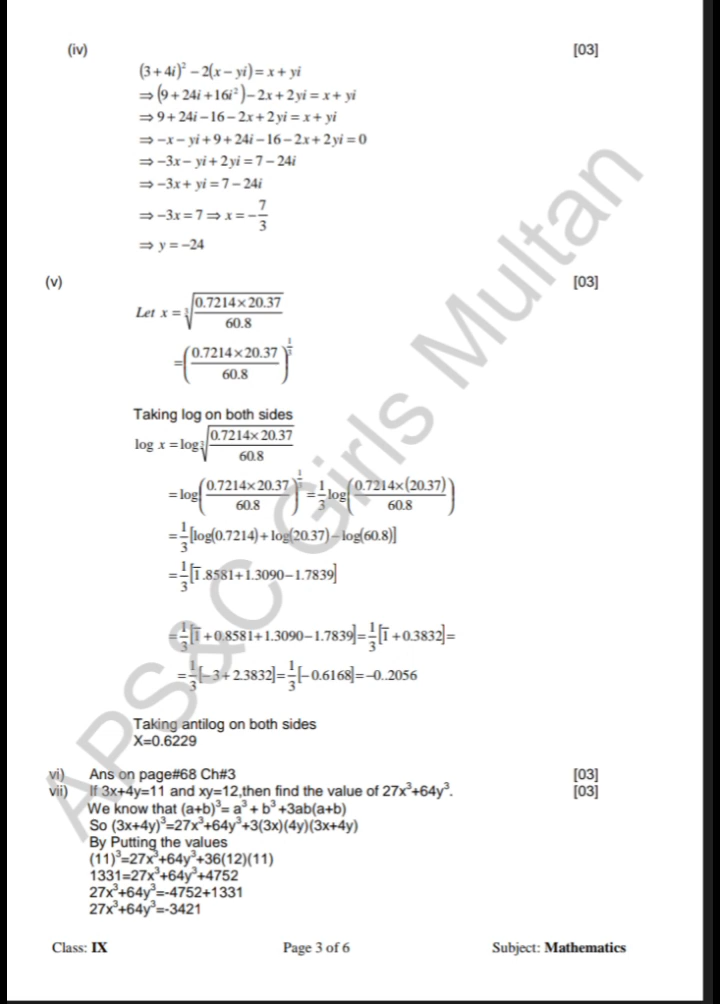 (iv) [03]
(3+4i)² – 2(x – yi) = x + yi
⇒ (9+24i+16i²) – 2x + 2yi = x + yi
⇒ 9+24i–16–2x+2yi = x + yi
⇒ –x – yi+9+24i–16–2x+2yi = 0
⇒ –3x – yi + 2yi = 7 – 24i
⇒ –3x + yi = 7 – 24i
⇒ –3x = 7 ⇒ x = –7/3
⇒ y = –24
(v) [03]
Let x = ∛(0.7214×20.37 / 60.8)
= (0.7214×20.37 / 60.8)^(1/3)
Taking log on both sides
log x = log ∛(0.7214×20.37 / 60.8)
= log(0.7214×20.37 / 60.8)^(1/3) = 1/3 log(0.7214×(20.37) / 60.8)
= 1/3 [log(0.7214)+log(20.37)–log(60.8)]
= 1/3 [1̅.8581+1.3090–1.7839]
= 1/3 [1̅+0.8581+1.3090–1.7839] = 1/3 [1̅+0.3832] =
= 1/3 [–3+2.3832] = 1/3 [–0.6168] = –0..2056
Taking antilog on both sides
X=0.6229
vi) Ans on page#68 Ch#3 [03]
vii) If 3x+4y=11 and xy=12,then find the value of 27x³+64y³. [03]
We know that (a+b)³= a³ + b³ +3ab(a+b)
So (3x+4y)³=27x³+64y³+3(3x)(4y)(3x+4y)
By Putting the values
(11)³=27x³+64y³+36(12)(11)
1331=27x³+64y³+4752
27x³+64y³=-4752+1331
27x³+64y³=-3421
Class: IX Page 3 of 6 Subject: Mathematics
APS&C Girls Multan